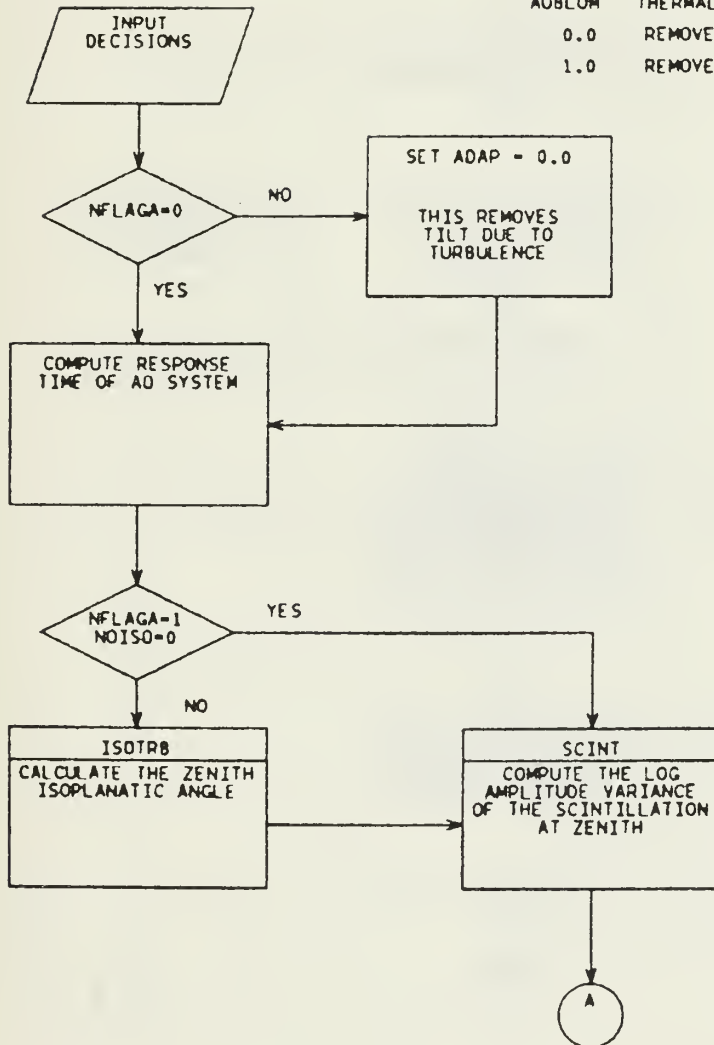 AOBLOM THERMAL
0.0 REMOVE
1.0 REMOVE
INPUT
DECISIONS
NFLAGA=0
NO
SET ADAP = 0.0
THIS REMOVES
TILT DUE TO
TURBULENCE
YES
COMPUTE RESPONSE
TIME OF AO SYSTEM
NFLAGA=1
NOISO=0
YES
NO
ISOTRB
CALCULATE THE ZENITH
ISOPLANATIC ANGLE
SCINT
COMPUTE THE LOG
AMPLITUDE VARIANCE
OF THE SCINTILLATION
AT ZENITH
A